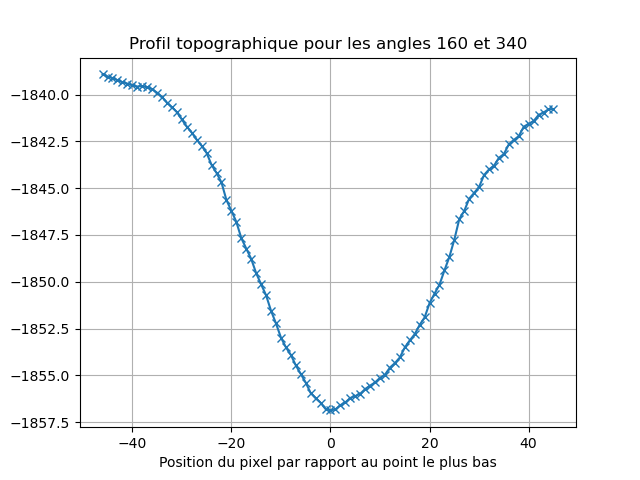 Profil topographique pour les angles 160 et 340
−1840.0
−1842.5
−1845.0
−1847.5
−1850.0
−1852.5
−1855.0
−1857.5
−40 −20 0 20 40
Position du pixel par rapport au point le plus bas